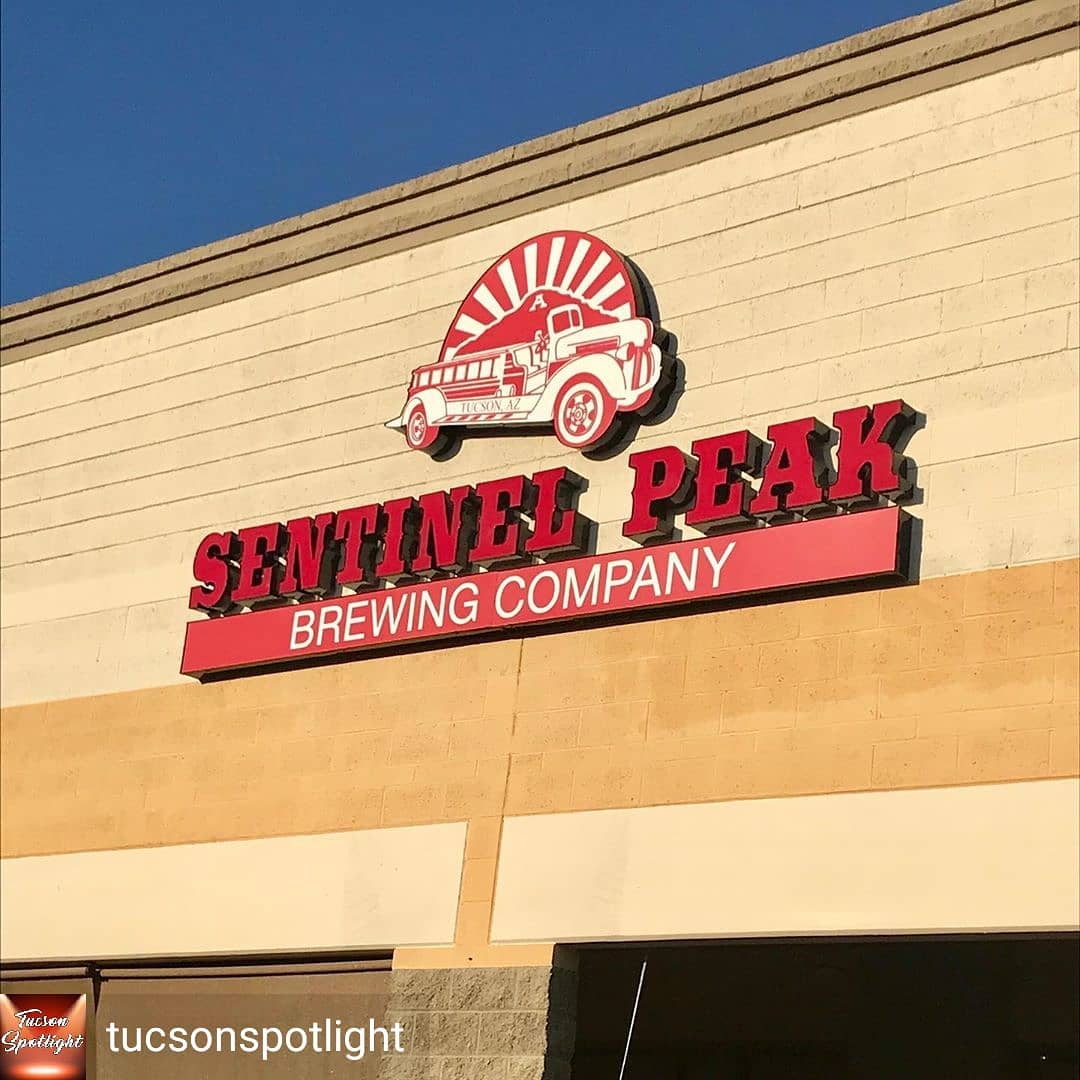 A
TUCSON, AZ
SENTINEL PEAK
BREWING COMPANY
Tucson
Spotlight
tucsonspotlight